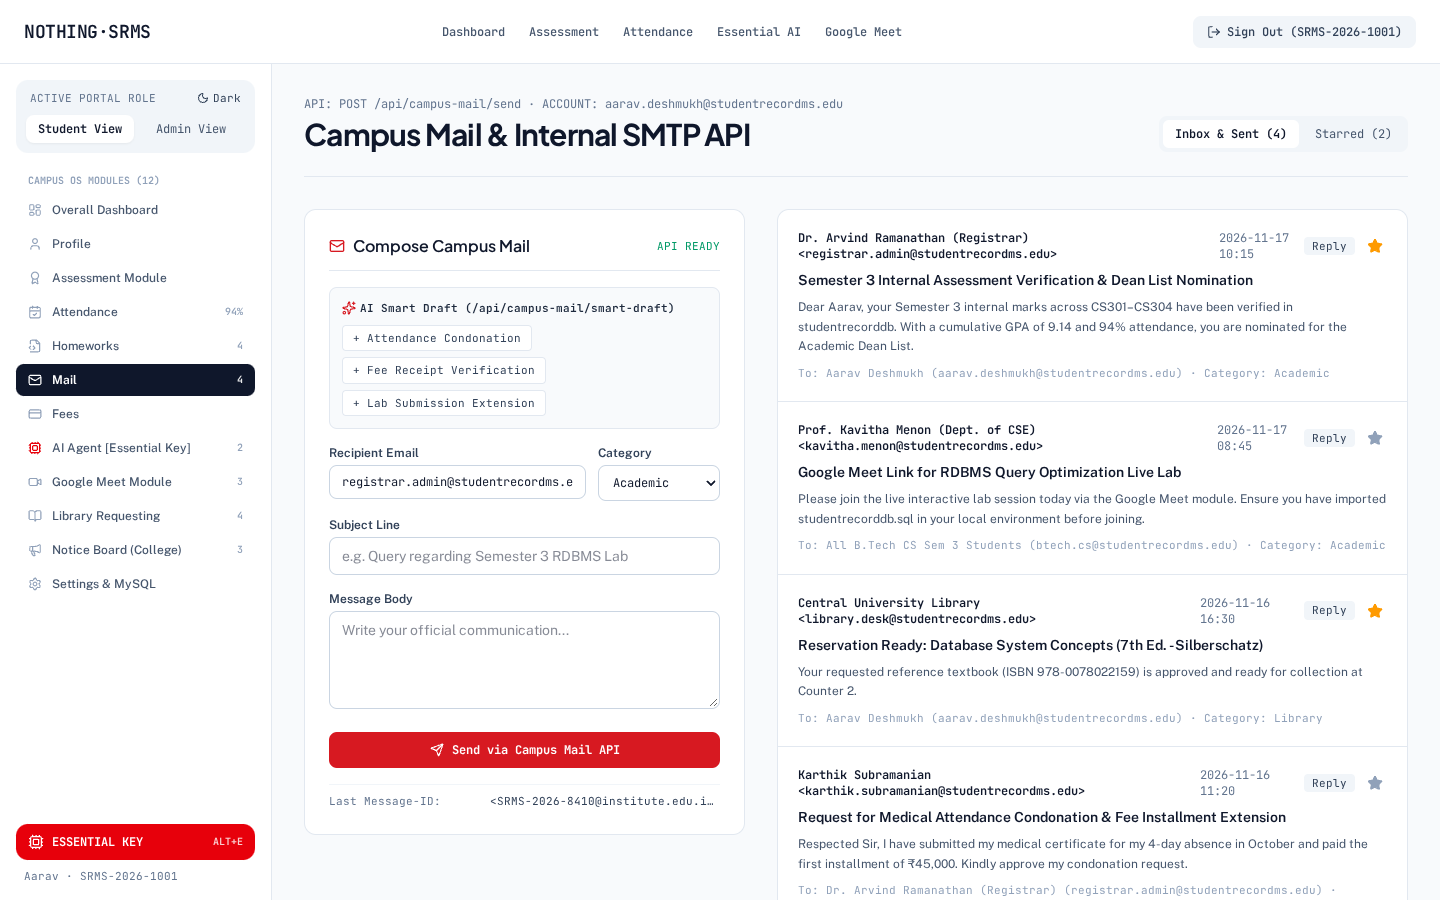 NOTHING·SRMS
Dashboard
Assessment
Attendance
Essential AI
Google Meet
Sign Out (SRMS-2026-1001)
ACTIVE PORTAL ROLE
Dark
Student View
Admin View
CAMPUS OS MODULES (12)
Overall Dashboard
Profile
Assessment Module
Attendance 94%
Homeworks 4
Mail 4
Fees
AI Agent [Essential Key] 2
Google Meet Module 3
Library Requesting 4
Notice Board (College) 3
Settings & MySQL
ESSENTIAL KEY ALT+E
Aarav · SRMS-2026-1001
API: POST /api/campus-mail/send · ACCOUNT: aarav.deshmukh@studentrecordms.edu
Campus Mail & Internal SMTP API
Inbox & Sent (4)
Starred (2)
Compose Campus Mail
API READY
AI Smart Draft (/api/campus-mail/smart-draft)
+ Attendance Condonation
+ Fee Receipt Verification
+ Lab Submission Extension
Recipient Email
Category
registrar.admin@studentrecordms.e
Academic
Subject Line
e.g. Query regarding Semester 3 RDBMS Lab
Message Body
Write your official communication...
Send via Campus Mail API
Last Message-ID: <SRMS-2026-8410@institute.edu.i…
Dr. Arvind Ramanathan (Registrar)
<registrar.admin@studentrecordms.edu>
2026-11-17
10:15
Reply
Semester 3 Internal Assessment Verification & Dean List Nomination
Dear Aarav, your Semester 3 internal marks across CS301–CS304 have been verified in
studentrecorddb. With a cumulative GPA of 9.14 and 94% attendance, you are nominated for the
Academic Dean List.
To: Aarav Deshmukh (aarav.deshmukh@studentrecordms.edu) · Category: Academic
Prof. Kavitha Menon (Dept. of CSE)
<kavitha.menon@studentrecordms.edu>
2026-11-17
08:45
Reply
Google Meet Link for RDBMS Query Optimization Live Lab
Please join the live interactive lab session today via the Google Meet module. Ensure you have imported
studentrecorddb.sql in your local environment before joining.
To: All B.Tech CS Sem 3 Students (btech.cs@studentrecordms.edu) · Category: Academic
Central University Library
<library.desk@studentrecordms.edu>
2026-11-16
16:30
Reply
Reservation Ready: Database System Concepts (7th Ed. - Silberschatz)
Your requested reference textbook (ISBN 978-0078022159) is approved and ready for collection at
Counter 2.
To: Aarav Deshmukh (aarav.deshmukh@studentrecordms.edu) · Category: Library
Karthik Subramanian
<karthik.subramanian@studentrecordms.edu>
2026-11-16
11:20
Reply
Request for Medical Attendance Condonation & Fee Installment Extension
Respected Sir, I have submitted my medical certificate for my 4-day absence in October and paid the
first installment of ₹45,000. Kindly approve my condonation request.
To: Dr. Arvind Ramanathan (Registrar) (registrar.admin@studentrecordms.edu) ·